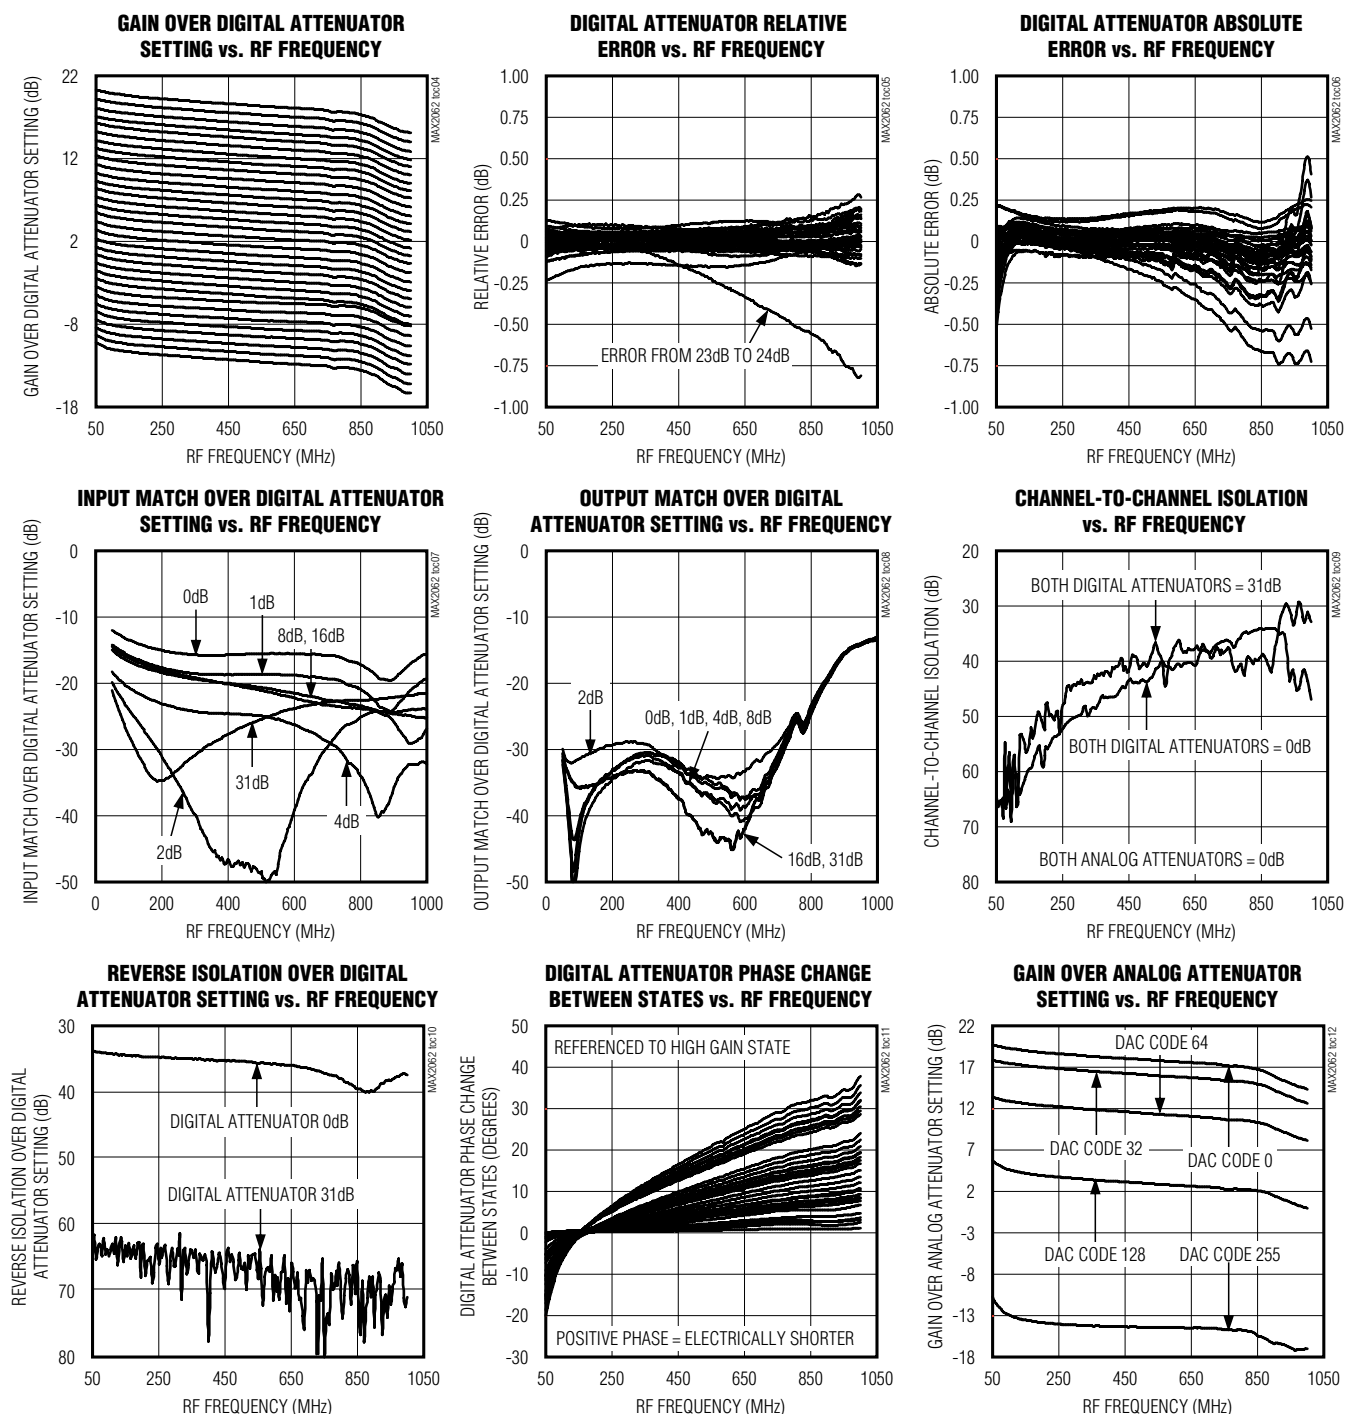 GAIN OVER DIGITAL ATTENUATOR
SETTING vs. RF FREQUENCY
MAX2062 toc04
GAIN OVER DIGITAL ATTENUATOR SETTING (dB)
22
12
2
-8
-18
50 250 450 650 850 1050
RF FREQUENCY (MHz)
DIGITAL ATTENUATOR RELATIVE
ERROR vs. RF FREQUENCY
MAX2062 toc05
RELATIVE ERROR (dB)
1.00
0.75
0.50
0.25
0
-0.25
-0.50
-0.75
-1.00
ERROR FROM 23dB TO 24dB
50 250 450 650 850 1050
RF FREQUENCY (MHz)
DIGITAL ATTENUATOR ABSOLUTE
ERROR vs. RF FREQUENCY
MAX2062 toc06
ABSOLUTE ERROR (dB)
1.00
0.75
0.50
0.25
0
-0.25
-0.50
-0.75
-1.00
50 250 450 650 850 1050
RF FREQUENCY (MHz)
INPUT MATCH OVER DIGITAL ATTENUATOR
SETTING vs. RF FREQUENCY
MAX2062 toc07
INPUT MATCH OVER DIGITAL ATTENUATOR SETTING (dB)
0
-10
-20
-30
-40
-50
0dB
1dB
8dB, 16dB
31dB
4dB
2dB
0 200 400 600 800 1000
RF FREQUENCY (MHz)
OUTPUT MATCH OVER DIGITAL
ATTENUATOR SETTING vs. RF FREQUENCY
MAX2062 toc08
OUTPUT MATCH OVER DIGITAL ATTENUATOR SETTING (dB)
0
-10
-20
-30
-40
-50
2dB
0dB, 1dB, 4dB, 8dB
16dB, 31dB
0 200 400 600 800 1000
RF FREQUENCY (MHz)
CHANNEL-TO-CHANNEL ISOLATION
vs. RF FREQUENCY
MAX2062 toc09
CHANNEL-TO-CHANNEL ISOLATION (dB)
20
30
40
50
60
70
80
BOTH DIGITAL ATTENUATORS = 31dB
BOTH DIGITAL ATTENUATORS = 0dB
BOTH ANALOG ATTENUATORS = 0dB
50 250 450 650 850 1050
RF FREQUENCY (MHz)
REVERSE ISOLATION OVER DIGITAL
ATTENUATOR SETTING vs. RF FREQUENCY
MAX2062 toc10
REVERSE ISOLATION OVER DIGITAL
ATTENUATOR SETTING (dB)
30
40
50
60
70
80
DIGITAL ATTENUATOR 0dB
DIGITAL ATTENUATOR 31dB
50 250 450 650 850 1050
RF FREQUENCY (MHz)
DIGITAL ATTENUATOR PHASE CHANGE
BETWEEN STATES vs. RF FREQUENCY
MAX2062 toc11
DIGITAL ATTENUATOR PHASE CHANGE
BETWEEN STATES (DEGREES)
50
40
30
20
10
0
-10
-20
-30
REFERENCED TO HIGH GAIN STATE
POSITIVE PHASE = ELECTRICALLY SHORTER
50 250 450 650 850 1050
RF FREQUENCY (MHz)
GAIN OVER ANALOG ATTENUATOR
SETTING vs. RF FREQUENCY
MAX2062 toc12
GAIN OVER ANALOG ATTENUATOR SETTING (dB)
22
17
12
7
2
-3
-8
-13
-18
DAC CODE 64
DAC CODE 32
DAC CODE 0
DAC CODE 128
DAC CODE 255
50 250 450 650 850 1050
RF FREQUENCY (MHz)